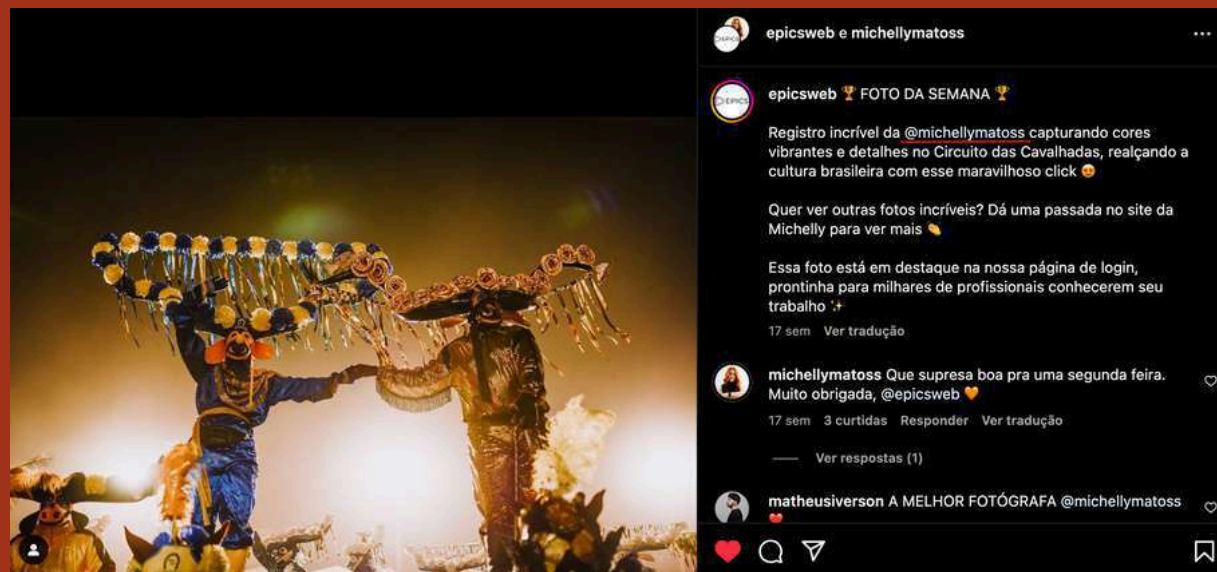 epicsweb e michellymatoss
epicsweb 🏆 FOTO DA SEMANA 🏆
Registro incrível da @michellymatoss capturando cores
vibrantes e detalhes no Circuito das Cavalhadas, realçando a
cultura brasileira com esse maravilhoso click 😍
Quer ver outras fotos incríveis? Dá uma passada no site da
Michelly para ver mais 👏
Essa foto está em destaque na nossa página de login,
prontinha para milhares de profissionais conhecerem seu
trabalho ✨
17 sem Ver tradução
michellymatoss Que supresa boa pra uma segunda feira.
Muito obrigada, @epicsweb 🧡
17 sem 3 curtidas Responder Ver tradução
Ver respostas (1)
matheusiverson A MELHOR FOTÓGRAFA @michellymatoss
❤️
EPICS